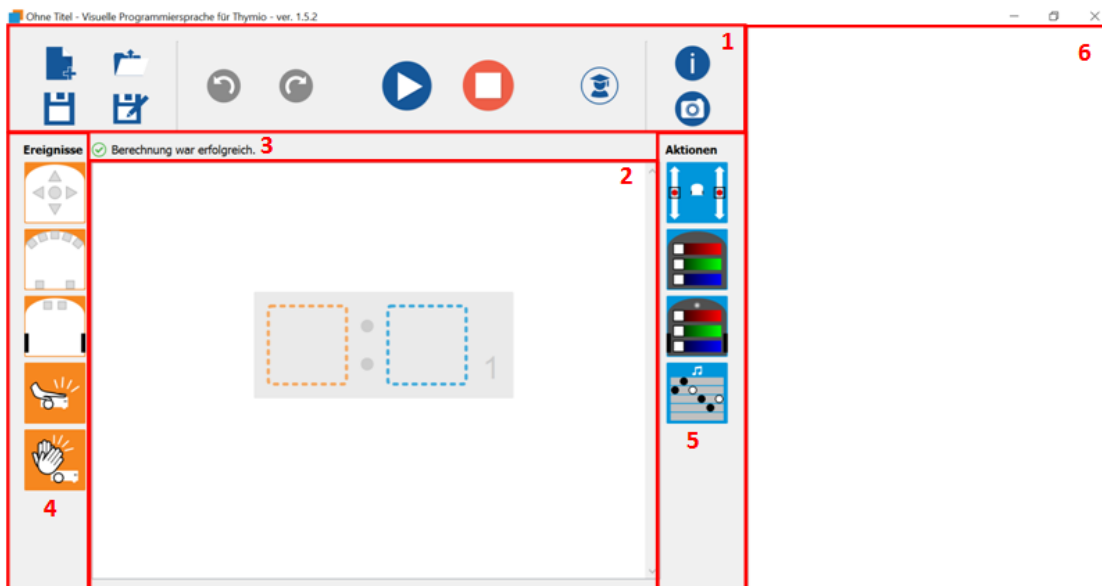 Ohne Titel - Visuelle Programmiersprache für Thymio - ver. 1.5.2
1
6
i
Ereignisse
Berechnung war erfolgreich.
3
Aktionen
2
1
5
4